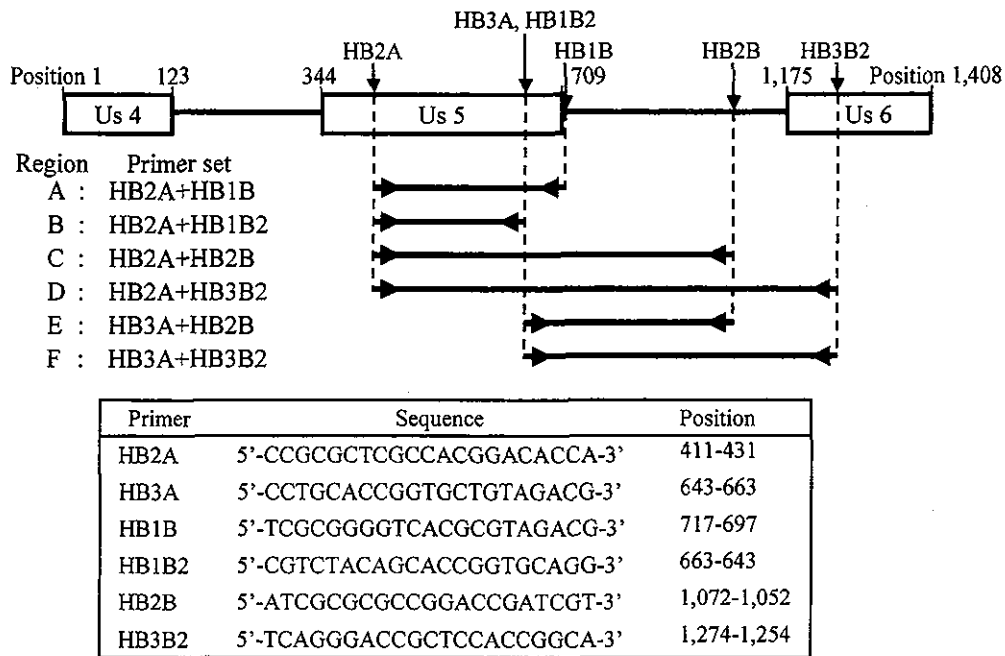 HB3A, HB1B2
HB2A HB1B HB2B HB3B2
Position 1 123 344 709 1,175 Position 1,408
Us 4 Us 5 Us 6
Region Primer set
A : HB2A+HB1B
B : HB2A+HB1B2
C : HB2A+HB2B
D : HB2A+HB3B2
E : HB3A+HB2B
F : HB3A+HB3B2
Primer Sequence Position
HB2A 5’-CCGCGCTCGCCACGGACACCA-3’ 411-431
HB3A 5’-CCTGCACCGGTGCTGTAGACG-3’ 643-663
HB1B 5’-TCGCGGGGTCACGCGTAGACG-3’ 717-697
HB1B2 5’-CGTCTACAGCACCGGTGCAGG-3’ 663-643
HB2B 5’-ATCGCGCGCCGGACCGATCGT-3’ 1,072-1,052
HB3B2 5’-TCAGGGACCGCTCCACCGGCA-3’ 1,274-1,254